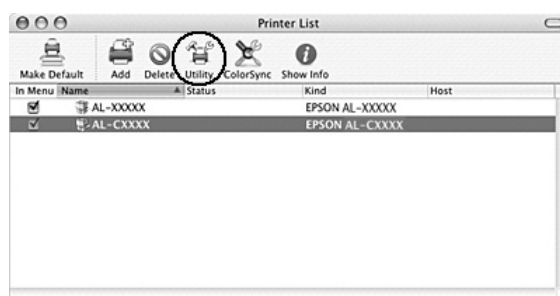 Printer List
Make Default Add Delete Utility ColorSync Show Info
In Menu Name Status Kind Host
AL-XXXXX EPSON AL-XXXXX
AL-CXXXX EPSON AL-CXXXX